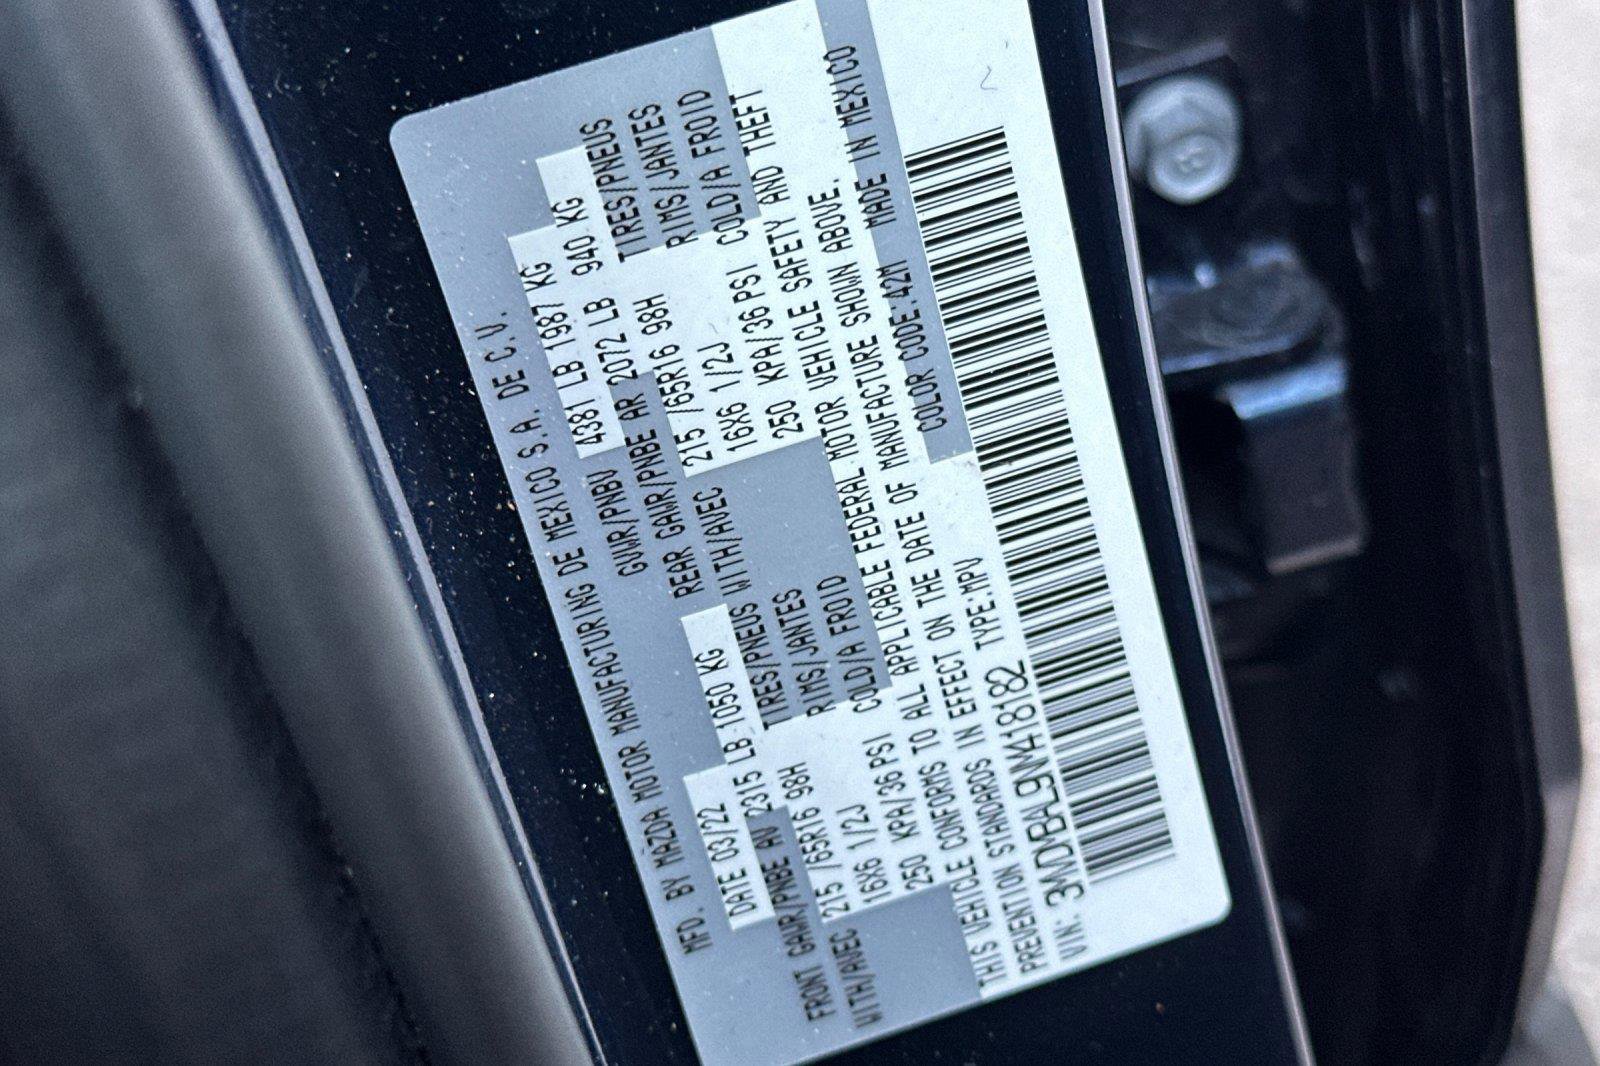 MFD. BY MAZDA MOTOR MANUFACTURING DE MEXICO S.A. DE C.V.
DATE 03/22 GVWR/PNBV 4381 LB 1987 KG
FRONT GAWR/PNBE AV 2315 LB 1050 KG REAR GAWR/PNBE AR 2072 LB 940 KG
WITH/AVEC 215 /65R16 98H TIRES/PNEUS WITH/AVEC 215 /65R16 98H TIRES/PNEUS
16X6 1/2J RIMS/JANTES 16X6 1/2J RIMS/JANTES
250 KPA/36 PSI COLD/A FROID 250 KPA/36 PSI COLD/A FROID
THIS VEHICLE CONFORMS TO ALL APPLICABLE FEDERAL MOTOR VEHICLE SAFETY AND THEFT
PREVENTION STANDARDS IN EFFECT ON THE DATE OF MANUFACTURE SHOWN ABOVE.
VIN: 3MVDMBAL9NM418182 TYPE:MPV COLOR CODE:42M MADE IN MEXICO